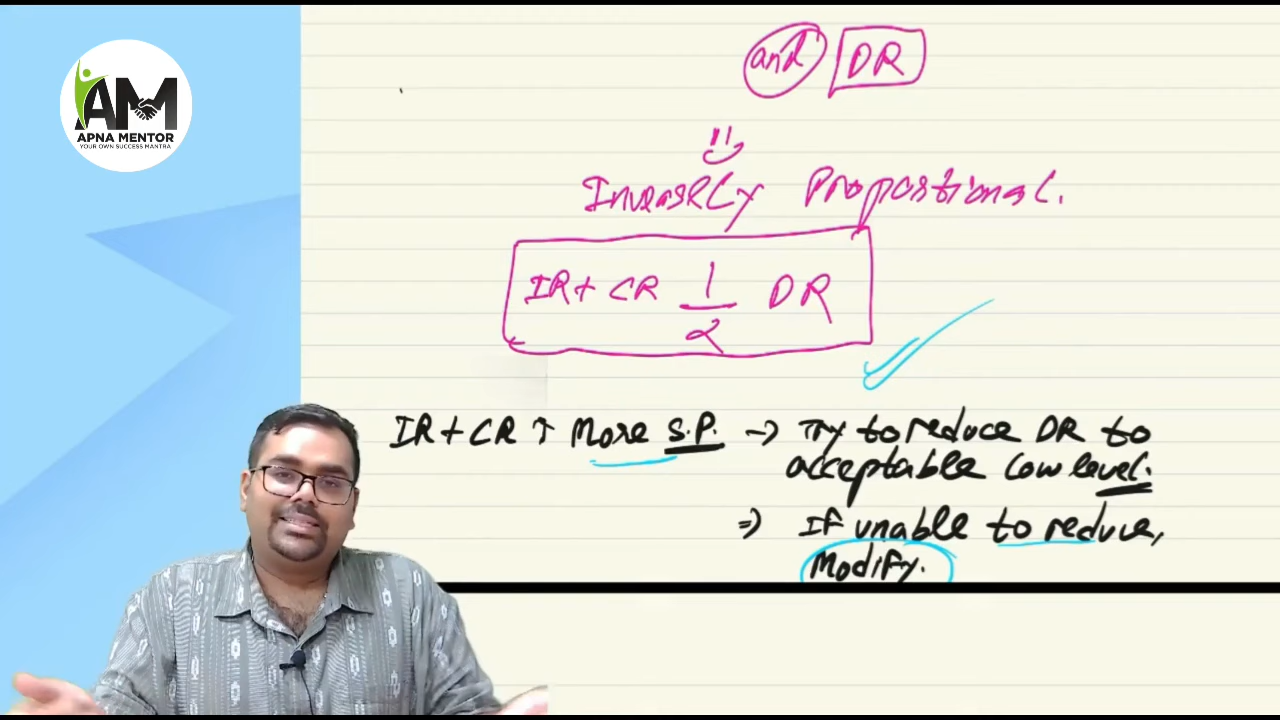 AM
APNA MENTOR
YOUR OWN SUCCESS MANTRA
and DR
Inversely Proportional.
IR+ CR 1/α DR
IR + CR ↑ More S.P. → Try to reduce DR to
acceptable low level.
⇒ If unable to reduce,
Modify.